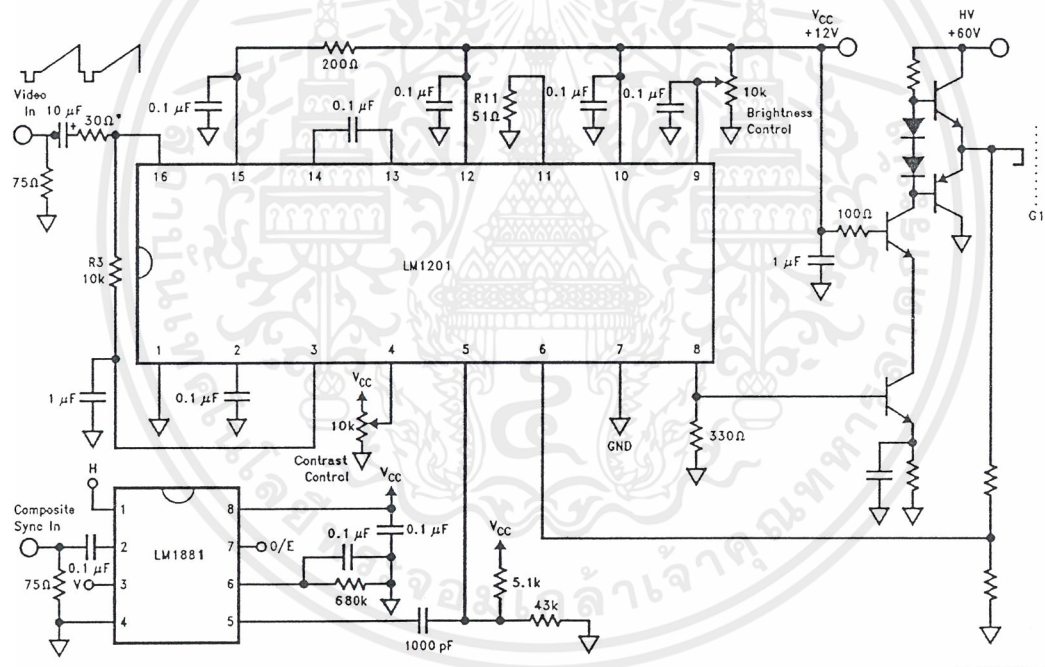 VCC
+12V
HV
+60V
Video
In
10 µF
+
30Ω*
75Ω
0.1 µF
200Ω
0.1 µF
0.1 µF
R11
51Ω
0.1 µF
0.1 µF
10k
Brightness
Control
16 15 14 13 12 11 10 9
LM1201
1 2 3 4 5 6 7 8
R3
10k
100Ω
1 µF
G1
1 µF
0.1 µF
VCC
10k
Contrast
Control
GND
330Ω
H
Composite
Sync In
0.1 µF
75Ω
V
LM1881
1 2 3 4
8 7 6 5
VCC
0.1 µF
0.1 µF
O/E
680k
1000 pF
VCC
5.1k
43k